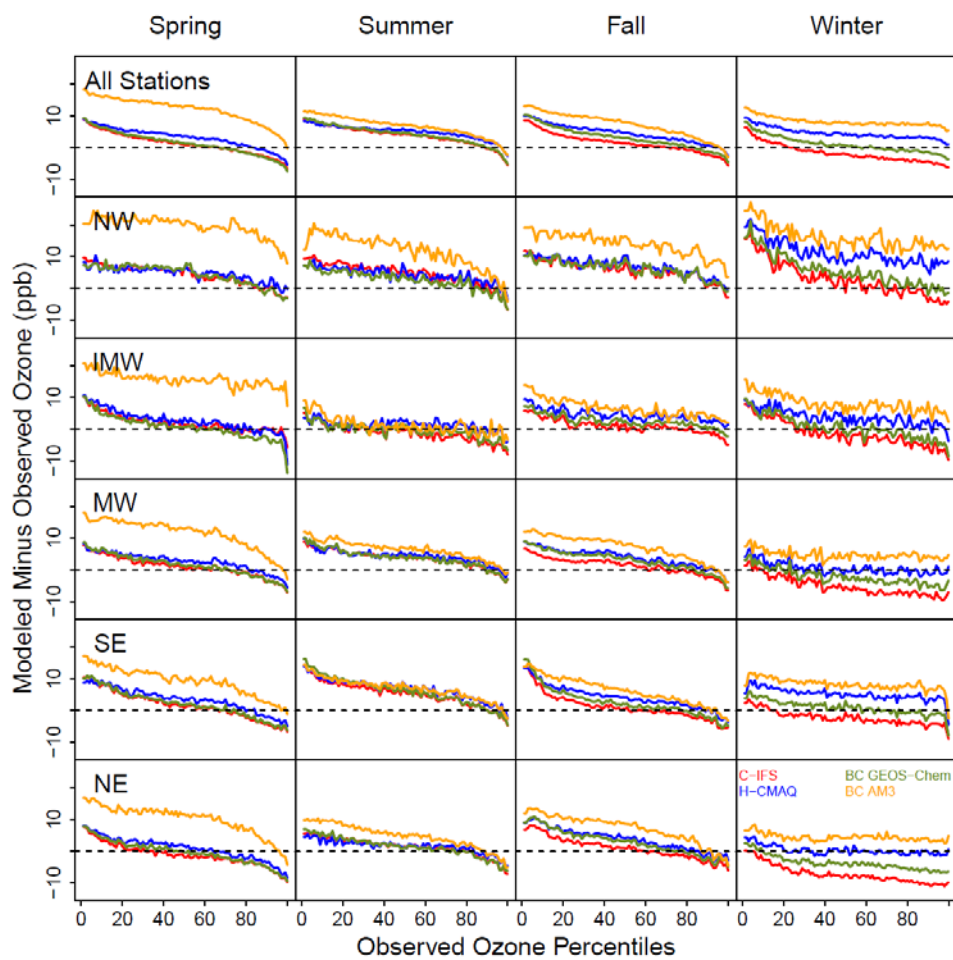 Spring Summer Fall Winter
Modeled Minus Observed Ozone (ppb)
All Stations
10
-10
NW
10
-10
IMW
10
-10
MW
10
-10
SE
10
-10
NE
C-IFS BC GEOS-Chem
H-CMAQ BC AM3
10
-10
0 20 40 60 80 0 20 40 60 80 0 20 40 60 80 0 20 40 60 80
Observed Ozone Percentiles